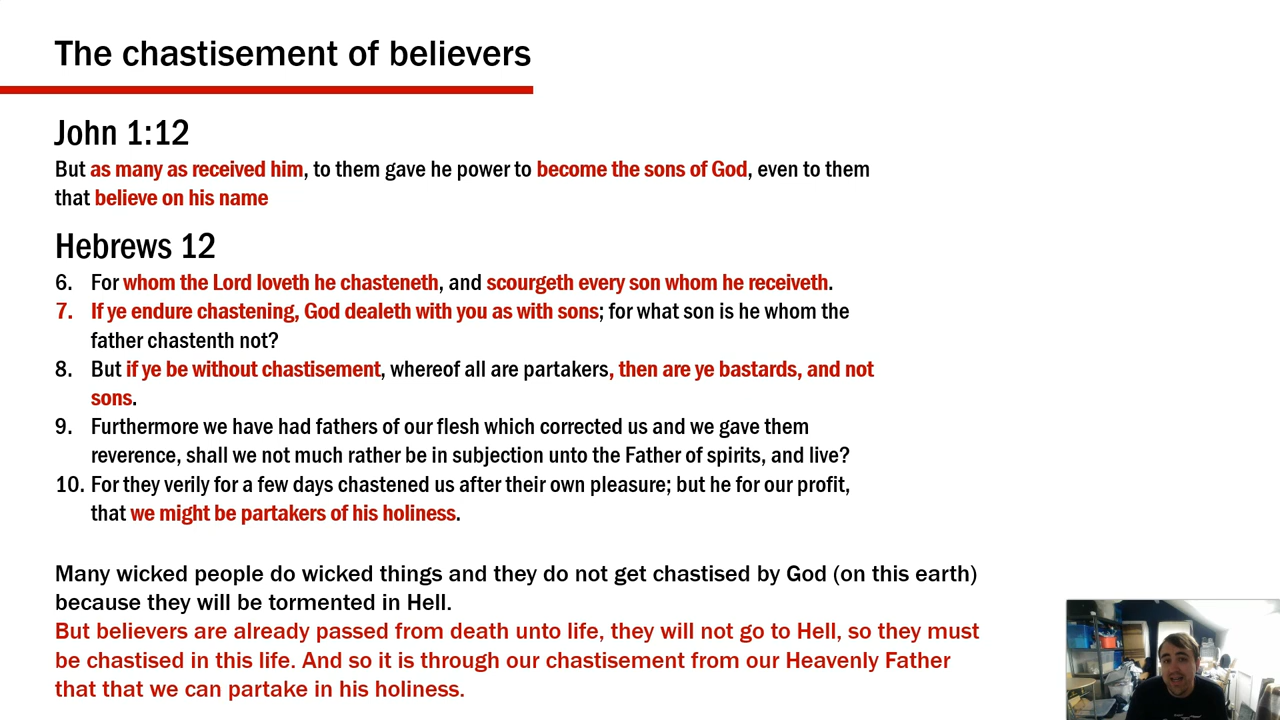 The chastisement of believers
John 1:12
But as many as received him, to them gave he power to become the sons of God, even to them
that believe on his name
Hebrews 12
6. For whom the Lord loveth he chasteneth, and scourgeth every son whom he receiveth.
7. If ye endure chastening, God dealeth with you as with sons; for what son is he whom the
father chastenth not?
8. But if ye be without chastisement, whereof all are partakers, then are ye bastards, and not
sons.
9. Furthermore we have had fathers of our flesh which corrected us and we gave them
reverence, shall we not much rather be in subjection unto the Father of spirits, and live?
10. For they verily for a few days chastened us after their own pleasure; but he for our profit,
that we might be partakers of his holiness.
Many wicked people do wicked things and they do not get chastised by God (on this earth)
because they will be tormented in Hell.
But believers are already passed from death unto life, they will not go to Hell, so they must
be chastised in this life. And so it is through our chastisement from our Heavenly Father
that that we can partake in his holiness.